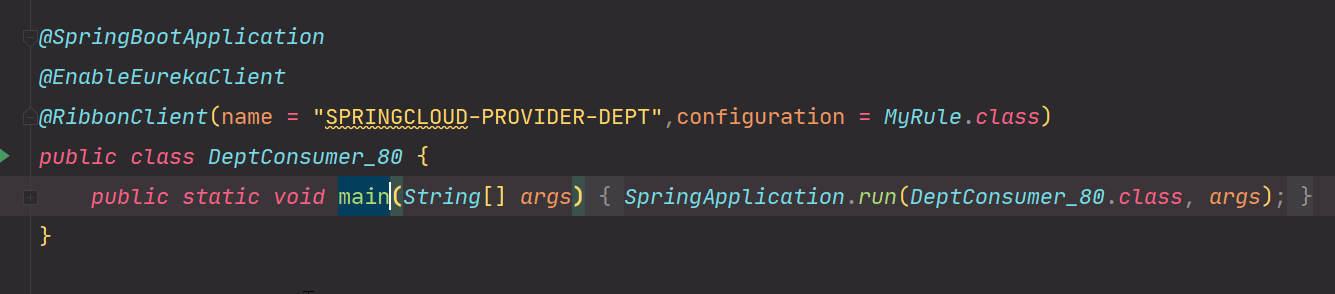 @SpringBootApplication
@EnableEurekaClient
@RibbonClient(name = "SPRINGCLOUD-PROVIDER-DEPT",configuration = MyRule.class)
public class DeptConsumer_80 {
public static void main(String[] args) { SpringApplication.run(DeptConsumer_80.class, args); }
}